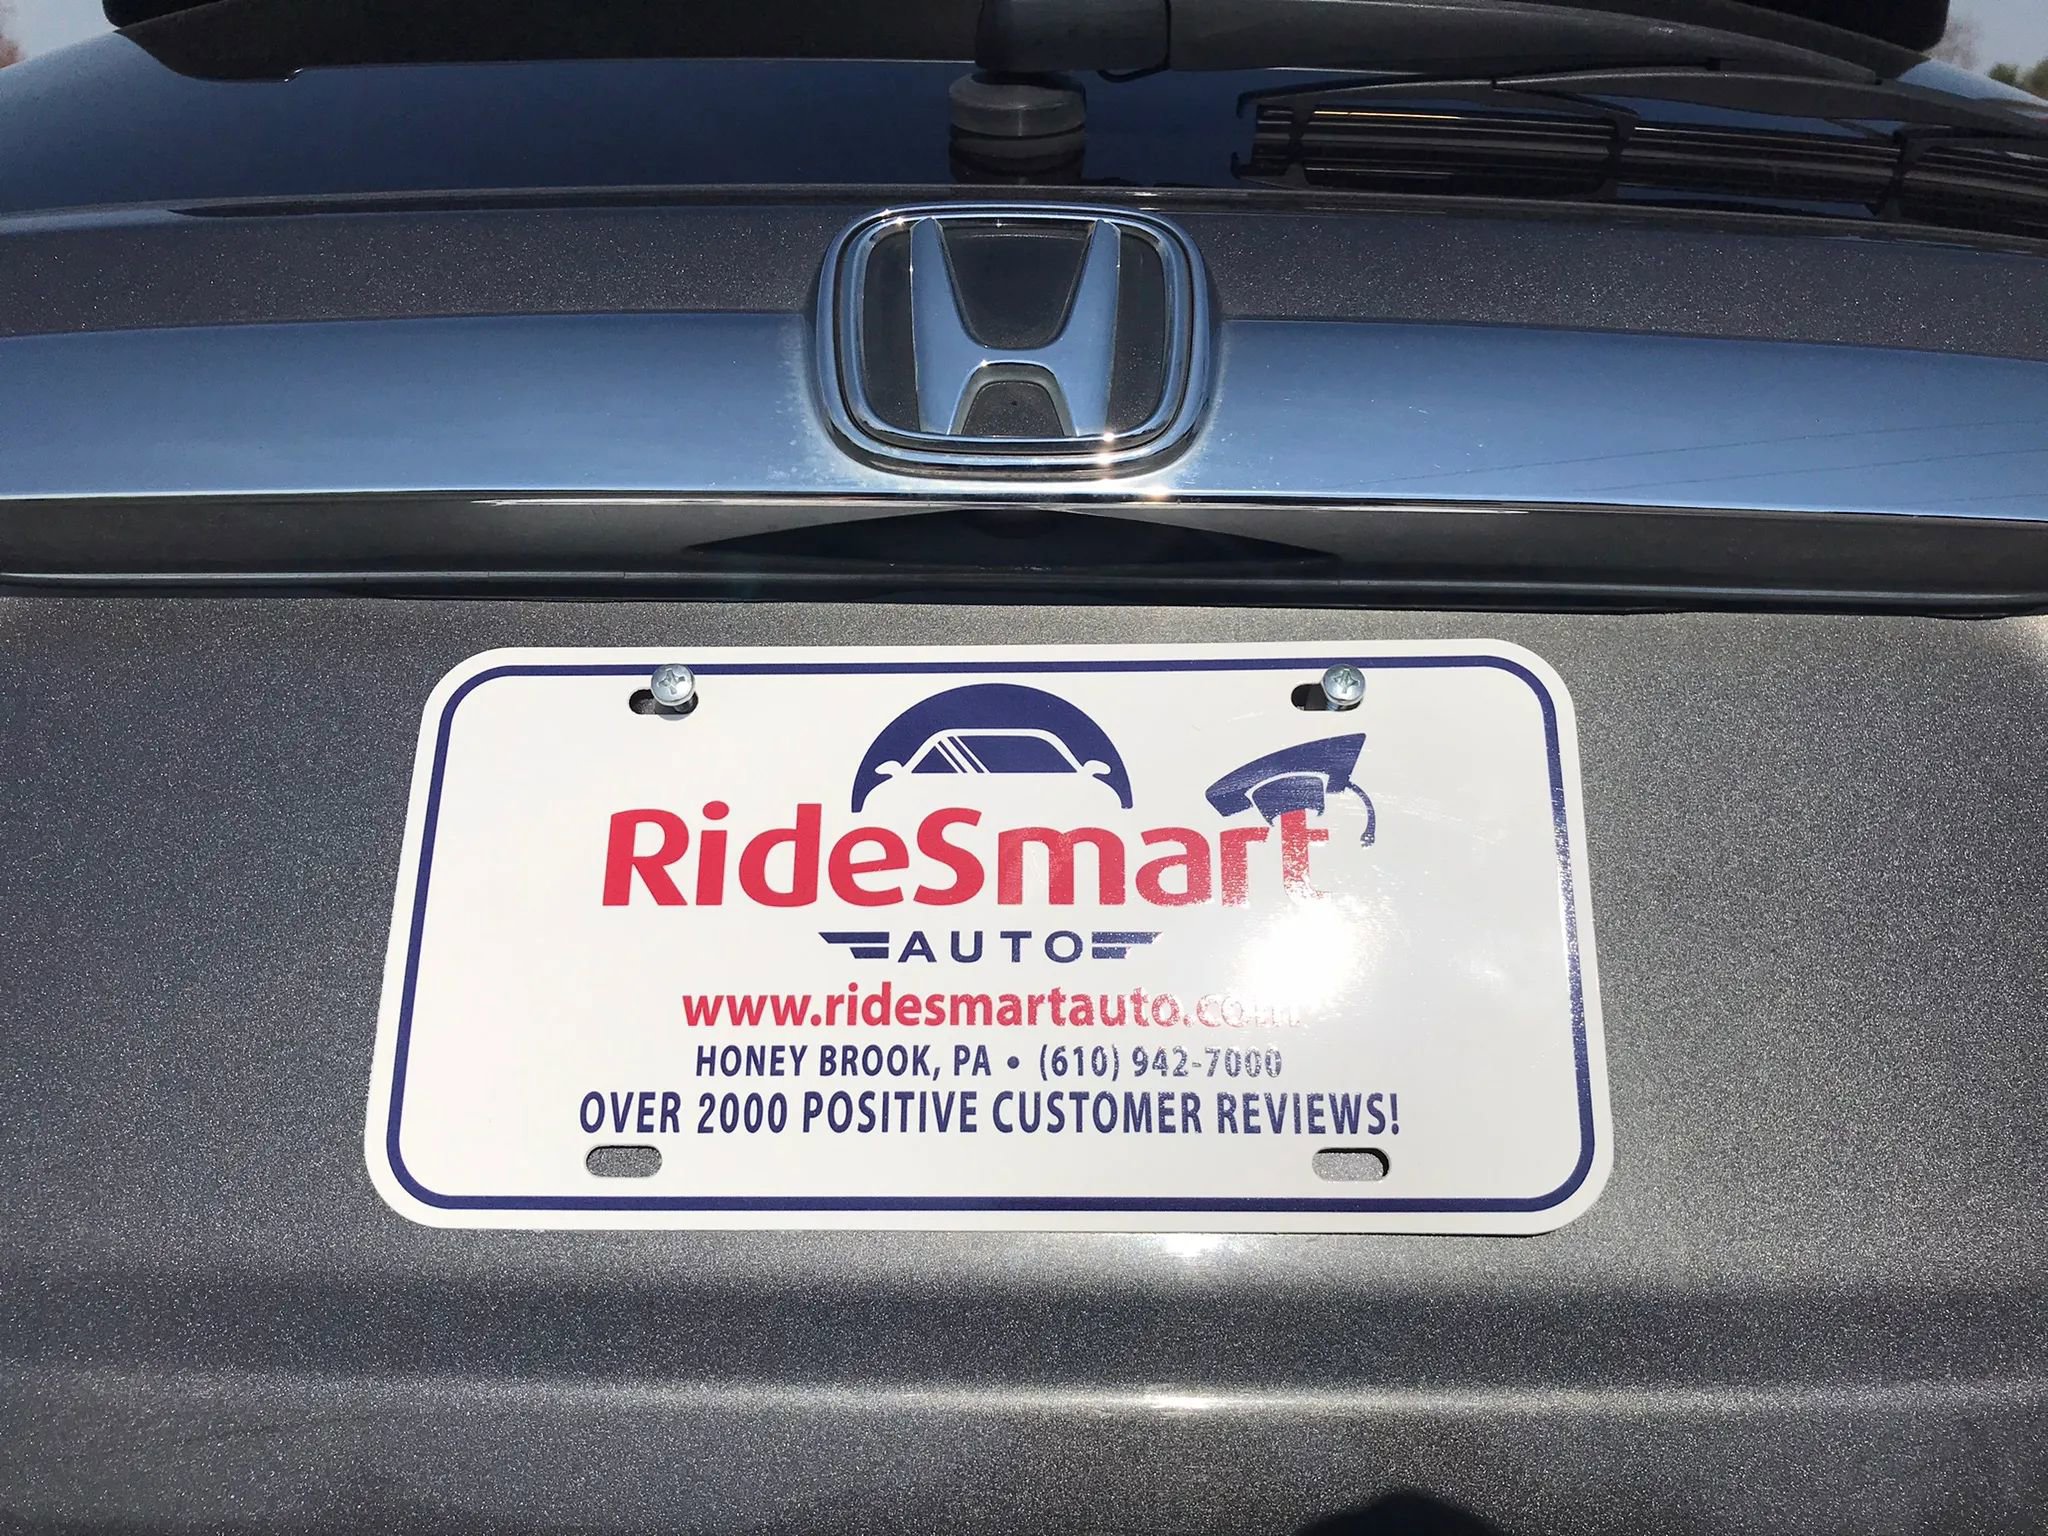 RideSmart
AUTO
www.ridesmartauto.com
HONEY BROOK, PA • (610) 942-7000
OVER 2000 POSITIVE CUSTOMER REVIEWS!